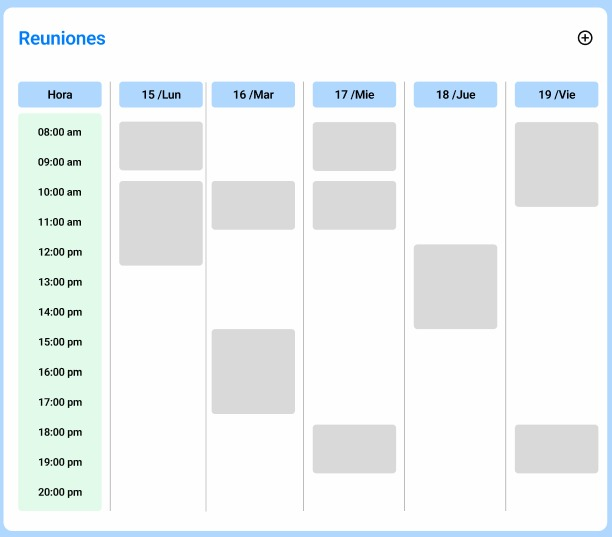 Reuniones
Hora 15 /Lun 16 /Mar 17 /Mie 18 /Jue 19 /Vie
08:00 am
09:00 am
10:00 am
11:00 am
12:00 pm
13:00 pm
14:00 pm
15:00 pm
16:00 pm
17:00 pm
18:00 pm
19:00 pm
20:00 pm